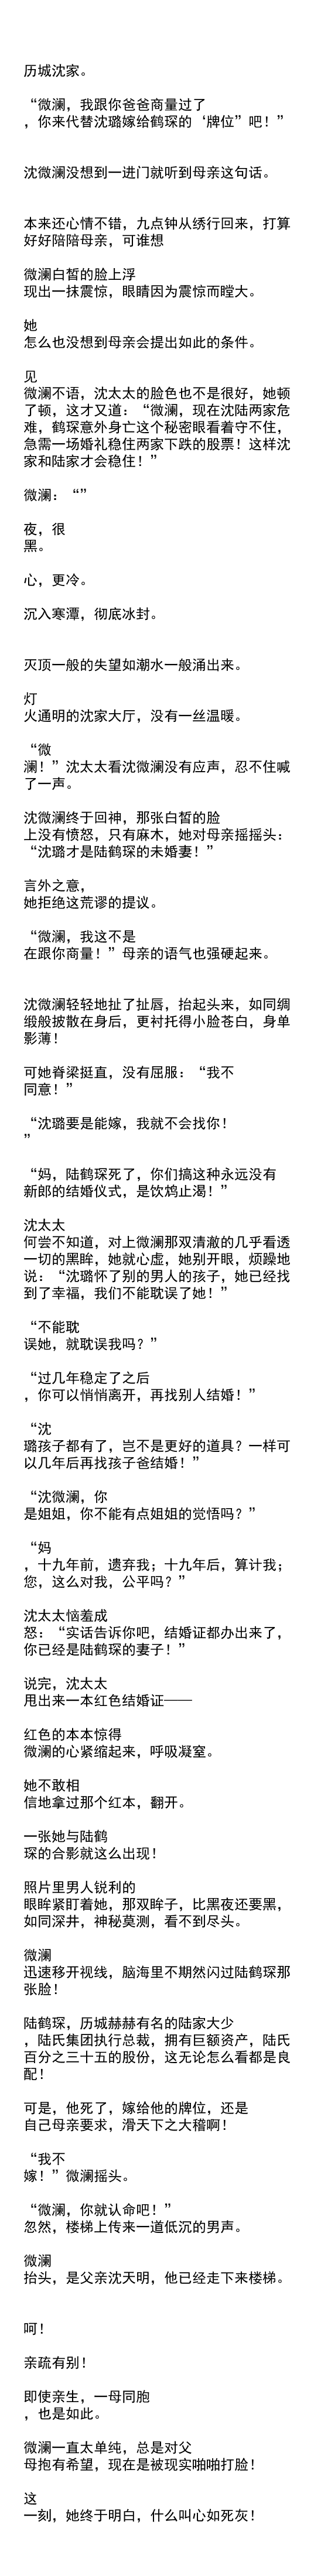 历城沈家。
“微澜，我跟你爸爸商量过了
，你来代替沈璐嫁给鹤琛的‘牌位”吧！”
沈微澜没想到一进门就听到母亲这句话。
本来还心情不错，九点钟从绣行回来，打算
好好陪陪母亲，可谁想
微澜白皙的脸上浮
现出一抹震惊，眼睛因为震惊而瞠大。
她
怎么也没想到母亲会提出如此的条件。
见
微澜不语，沈太太的脸色也不是很好，她顿
了顿，这才又道：“微澜，现在沈陆两家危
难，鹤琛意外身亡这个秘密眼看着守不住，
急需一场婚礼稳住两家下跌的股票！这样沈
家和陆家才会稳住！”
微澜：“”
夜，很
黑。
心，更冷。
沉入寒潭，彻底冰封。
灭顶一般的失望如潮水一般涌出来。
灯
火通明的沈家大厅，没有一丝温暖。
“微
澜！”沈太太看沈微澜没有应声，忍不住喊
了一声。
沈微澜终于回神，那张白皙的脸
上没有愤怒，只有麻木，她对母亲摇摇头：
“沈璐才是陆鹤琛的未婚妻！”
言外之意，
她拒绝这荒谬的提议。
“微澜，我这不是
在跟你商量！”母亲的语气也强硬起来。
沈微澜轻轻地扯了扯唇，抬起头来，如同绸
缎般披散在身后，更衬托得小脸苍白，身单
影薄！
可她脊梁挺直，没有屈服：“我不
同意！”
“沈璐要是能嫁，我就不会找你！
”
“妈，陆鹤琛死了，你们搞这种永远没有
新郎的结婚仪式，是饮鸩止渴！”
沈太太
何尝不知道，对上微澜那双清澈的几乎看透
一切的黑眸，她就心虚，她别开眼，烦躁地
说：“沈璐怀了别的男人的孩子，她已经找
到了幸福，我们不能耽误了她！”
“不能耽
误她，就耽误我吗？”
“过几年稳定了之后
，你可以悄悄离开，再找别人结婚！”
“沈
璐孩子都有了，岂不是更好的道具？一样可
以几年后再找孩子爸结婚！”
“沈微澜，你
是姐姐，你不能有点姐姐的觉悟吗？”
“妈
，十九年前，遗弃我；十九年后，算计我；
您，这么对我，公平吗？”
沈太太恼羞成
怒：“实话告诉你吧，结婚证都办出来了，
你已经是陆鹤琛的妻子！”
说完，沈太太
甩出来一本红色结婚证——
红色的本本惊得
微澜的心紧缩起来，呼吸凝窒。
她不敢相
信地拿过那个红本，翻开。
一张她与陆鹤
琛的合影就这么出现！
照片里男人锐利的
眼眸紧盯着她，那双眸子，比黑夜还要黑，
如同深井，神秘莫测，看不到尽头。
微澜
迅速移开视线，脑海里不期然闪过陆鹤琛那
张脸！
陆鹤琛，历城赫赫有名的陆家大少
，陆氏集团执行总裁，拥有巨额资产，陆氏
百分之三十五的股份，这无论怎么看都是良
配！
可是，他死了，嫁给他的牌位，还是
自己母亲要求，滑天下之大稽啊！
“我不
嫁！”微澜摇头。
“微澜，你就认命吧！”
忽然，楼梯上传来一道低沉的男声。
微澜
抬头，是父亲沈天明，他已经走下来楼梯。
呵！
亲疏有别！
即使亲生，一母同胞
，也是如此。
微澜一直太单纯，总是对父
母抱有希望，现在是被现实啪啪打脸！
这
一刻，她终于明白，什么叫心如死灰！